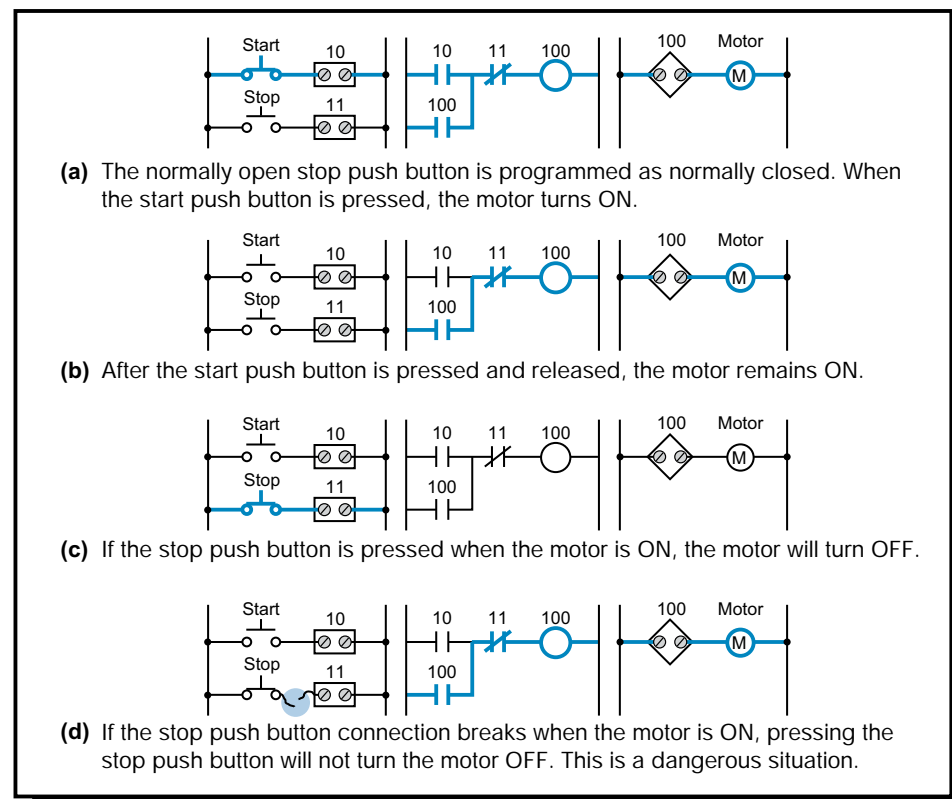 Start 10 10 11 100 100 Motor
M
Stop 11 100
(a) The normally open stop push button is programmed as normally closed. When
the start push button is pressed, the motor turns ON.
Start 10 10 11 100 100 Motor
M
Stop 11 100
(b) After the start push button is pressed and released, the motor remains ON.
Start 10 10 11 100 100 Motor
M
Stop 11 100
(c) If the stop push button is pressed when the motor is ON, the motor will turn OFF.
Start 10 10 11 100 100 Motor
M
Stop 11 100
(d) If the stop push button connection breaks when the motor is ON, pressing the
stop push button will not turn the motor OFF. This is a dangerous situation.